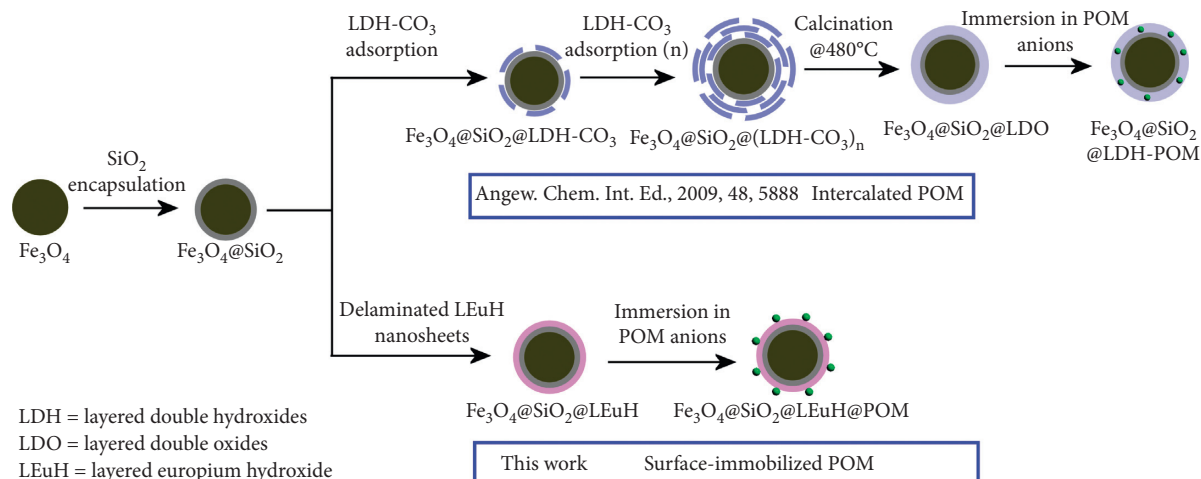 LDH-CO₃
adsorption
LDH-CO₃
adsorption (n)
Calcination
@480°C
Immersion in POM
anions
Fe₃O₄@SiO₂@LDH-CO₃
Fe₃O₄@SiO₂@(LDH-CO₃)ₙ
Fe₃O₄@SiO₂@LDO
Fe₃O₄@SiO₂
@LDH-POM
SiO₂
encapsulation
Angew. Chem. Int. Ed., 2009, 48, 5888 Intercalated POM
Fe₃O₄
Fe₃O₄@SiO₂
Delaminated LEuH
nanosheets
Immersion in
POM anions
Fe₃O₄@SiO₂@LEuH
Fe₃O₄@SiO₂@LEuH@POM
LDH = layered double hydroxides
LDO = layered double oxides
LEuH = layered europium hydroxide
This work Surface-immobilized POM